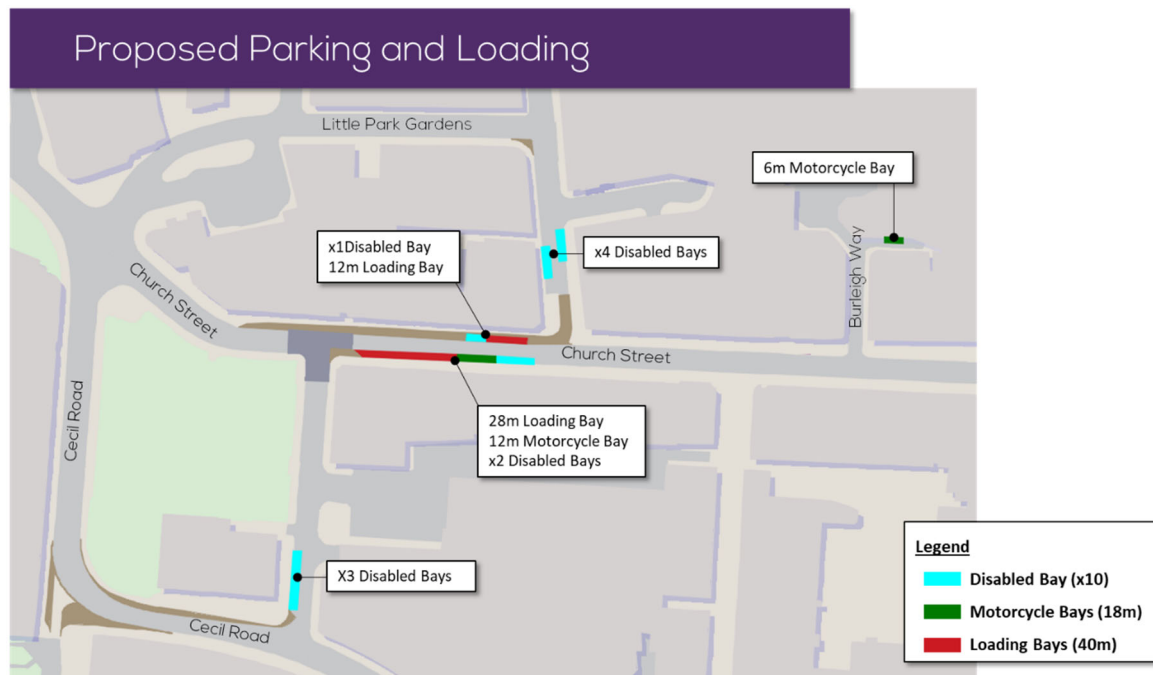 Proposed Parking and Loading
Little Park Gardens
6m Motorcycle Bay
x1Disabled Bay
12m Loading Bay
x4 Disabled Bays
Burleigh Way
Church Street
Church Street
28m Loading Bay
12m Motorcycle Bay
x2 Disabled Bays
Cecil Road
X3 Disabled Bays
Cecil Road
Legend
Disabled Bay (x10)
Motorcycle Bays (18m)
Loading Bays (40m)